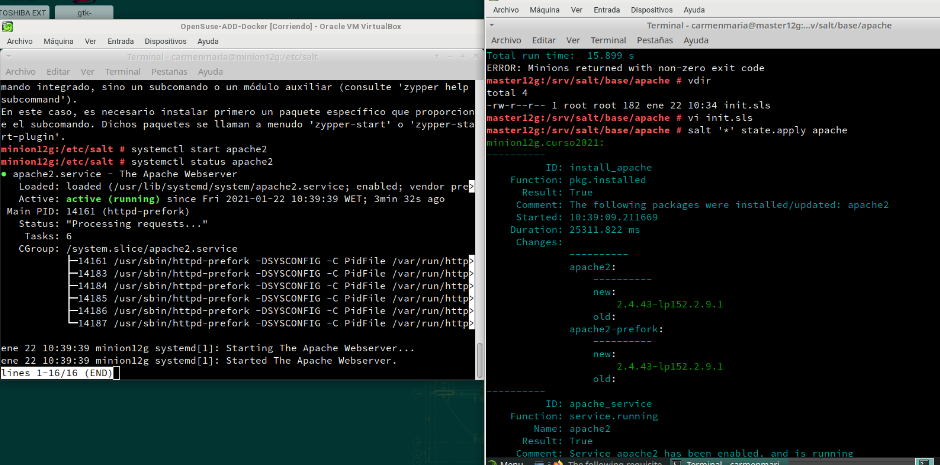 TOSHIBA EXT
gtk-
OpenSuse-ADD-Docker [Corriendo] - Oracle VM VirtualBox
Archivo Máquina Ver Entrada Dispositivos Ayuda
Terminal - carmenmaria@minion12g:/etc/salt
Archivo Editar Ver Terminal Pestañas Ayuda
mando integrado, sino un subcomando o un módulo auxiliar (consulte 'zypper help
subcommand').
En este caso, es necesario instalar primero un paquete específico que proporcion
e el subcomando. Dichos paquetes se llaman a menudo 'zypper-start' o 'zypper-sta
rt-plugin'.
minion12g:/etc/salt # systemctl start apache2
minion12g:/etc/salt # systemctl status apache2
● apache2.service - The Apache Webserver
Loaded: loaded (/usr/lib/systemd/system/apache2.service; enabled; vendor pre>
Active: active (running) since Fri 2021-01-22 10:39:39 WET; 3min 32s ago
Main PID: 14161 (httpd-prefork)
Status: "Processing requests..."
Tasks: 6
CGroup: /system.slice/apache2.service
├─14161 /usr/sbin/httpd-prefork -DSYSCONFIG -C PidFile /var/run/http>
├─14183 /usr/sbin/httpd-prefork -DSYSCONFIG -C PidFile /var/run/http>
├─14184 /usr/sbin/httpd-prefork -DSYSCONFIG -C PidFile /var/run/http>
├─14185 /usr/sbin/httpd-prefork -DSYSCONFIG -C PidFile /var/run/http>
├─14186 /usr/sbin/httpd-prefork -DSYSCONFIG -C PidFile /var/run/http>
└─14187 /usr/sbin/httpd-prefork -DSYSCONFIG -C PidFile /var/run/http>
ene 22 10:39:39 minion12g systemd[1]: Starting The Apache Webserver...
ene 22 10:39:39 minion12g systemd[1]: Started The Apache Webserver.
lines 1-16/16 (END)
Archivo Máquina Ver Entrada Dispositivos Ayuda
Terminal - carmenmaria@master12g:...v/salt/base/apache
Archivo Editar Ver Terminal Pestañas Ayuda
Total run time: 15.899 s
ERROR: Minions returned with non-zero exit code
master12g:/srv/salt/base/apache # vdir
total 4
-rw-r--r-- 1 root root 182 ene 22 10:34 init.sls
master12g:/srv/salt/base/apache # vi init.sls
master12g:/srv/salt/base/apache # salt '*' state.apply apache
minion12g.curso2021:
----------
ID: install_apache
Function: pkg.installed
Result: True
Comment: The following packages were installed/updated: apache2
Started: 10:39:09.211669
Duration: 25311.822 ms
Changes:
----------
apache2:
----------
new:
2.4.43-lp152.2.9.1
old:
apache2-prefork:
----------
new:
2.4.43-lp152.2.9.1
old:
----------
ID: apache_service
Function: service.running
Name: apache2
Result: True
Comment: Service apache2 has been enabled, and is running
Menu The following requisite... Terminal - carmenmari...